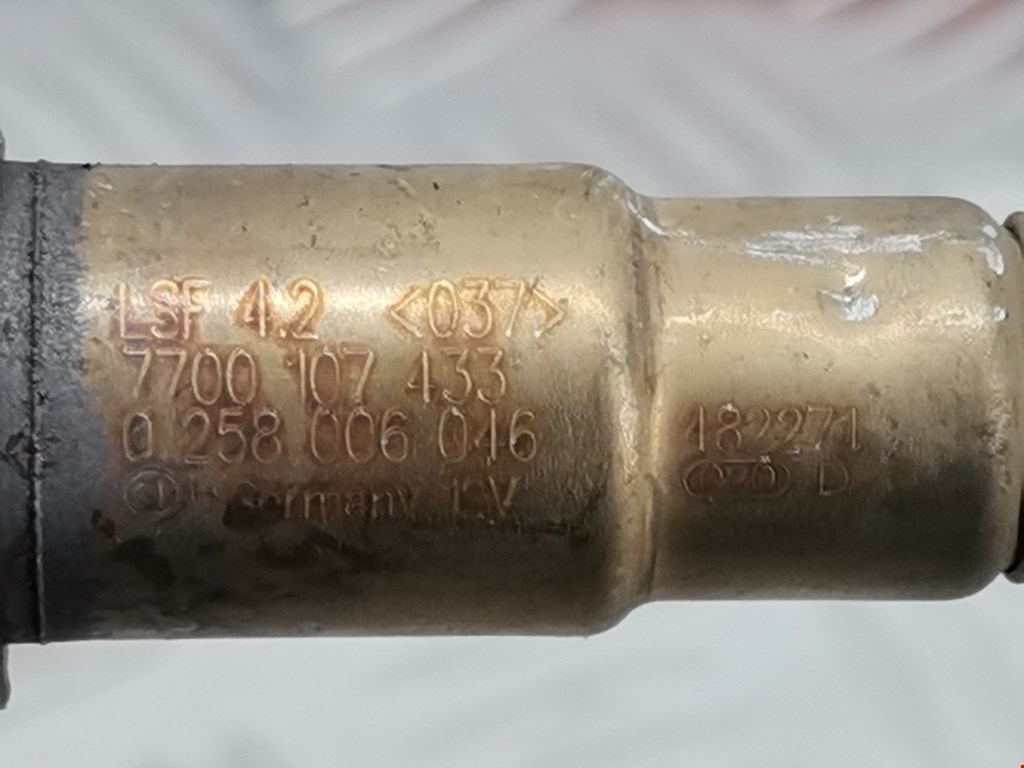 LSF 4.2 <037>
7700 107 433
0 258 006 046
Germany 12V
182271
D